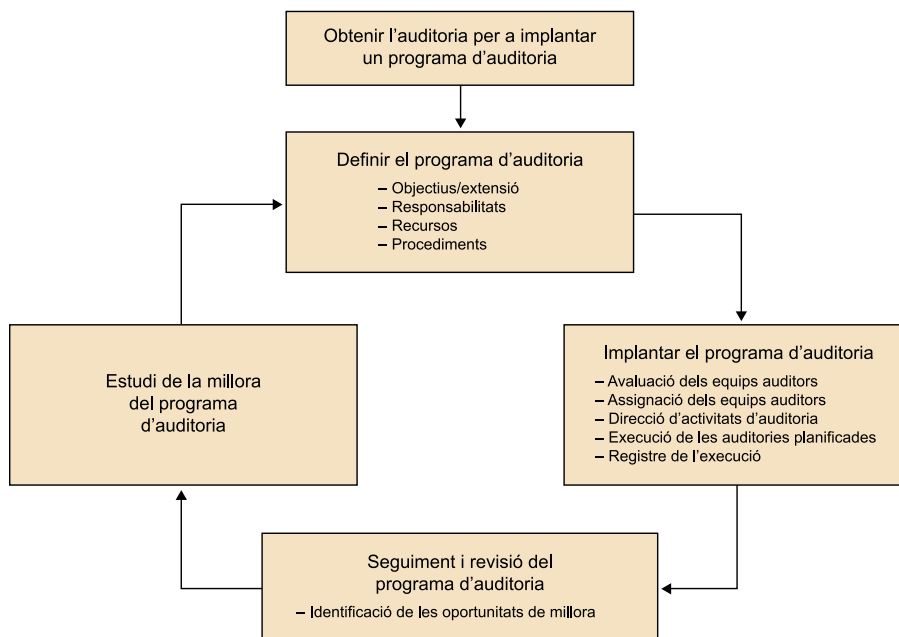 Obtenir l’auditoria per a implantar
un programa d’auditoria
Definir el programa d’auditoria
– Objectius/extensió
– Responsabilitats
– Recursos
– Procediments
Implantar el programa d’auditoria
– Avaluació dels equips auditors
– Assignació dels equips auditors
– Direcció d’activitats d’auditoria
– Execució de les auditories planificades
– Registre de l’execució
Seguiment i revisió del
programa d’auditoria
– Identificació de les oportunitats de millora
Estudi de la millora
del programa
d’auditoria